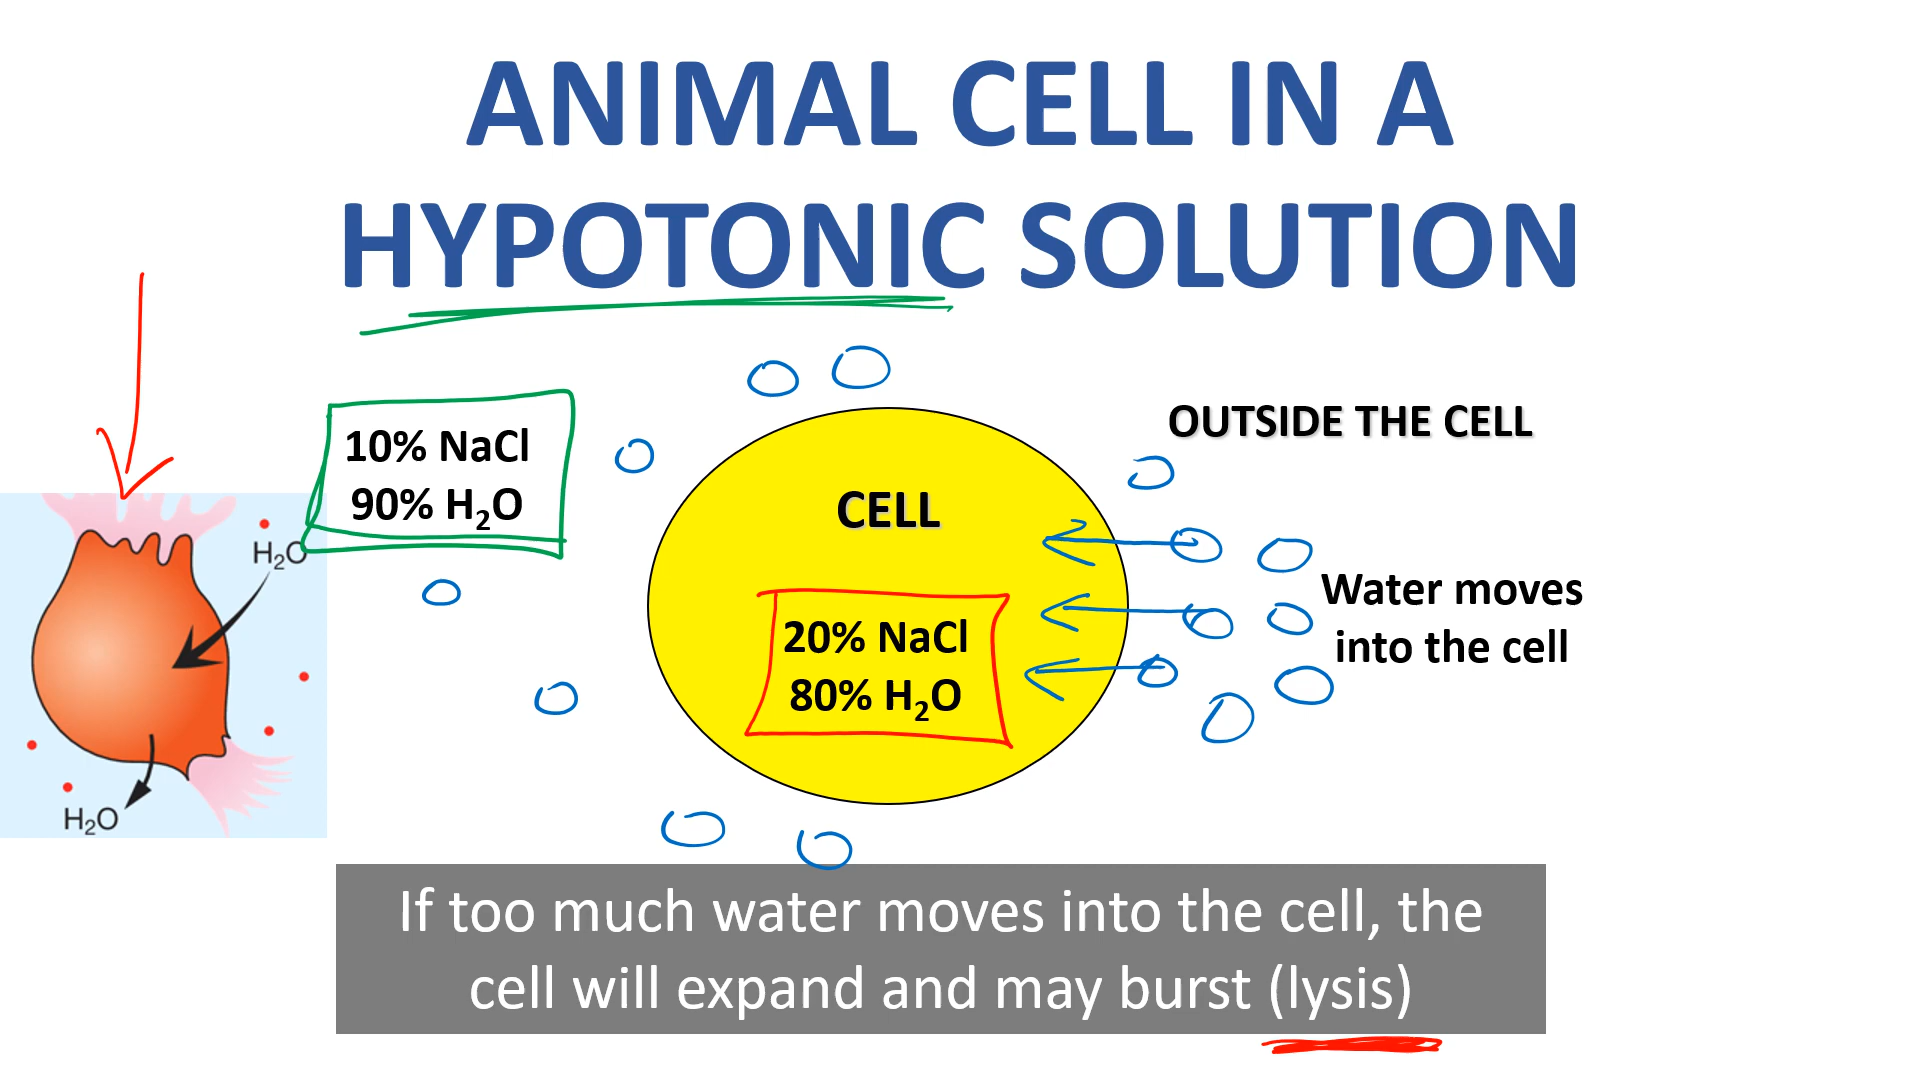 ANIMAL CELL IN A
HYPOTONIC SOLUTION
10% NaCl
90% H₂O
OUTSIDE THE CELL
CELL
H₂O
Water moves
into the cell
20% NaCl
80% H₂O
H₂O
If too much water moves into the cell, the
cell will expand and may burst (lysis)